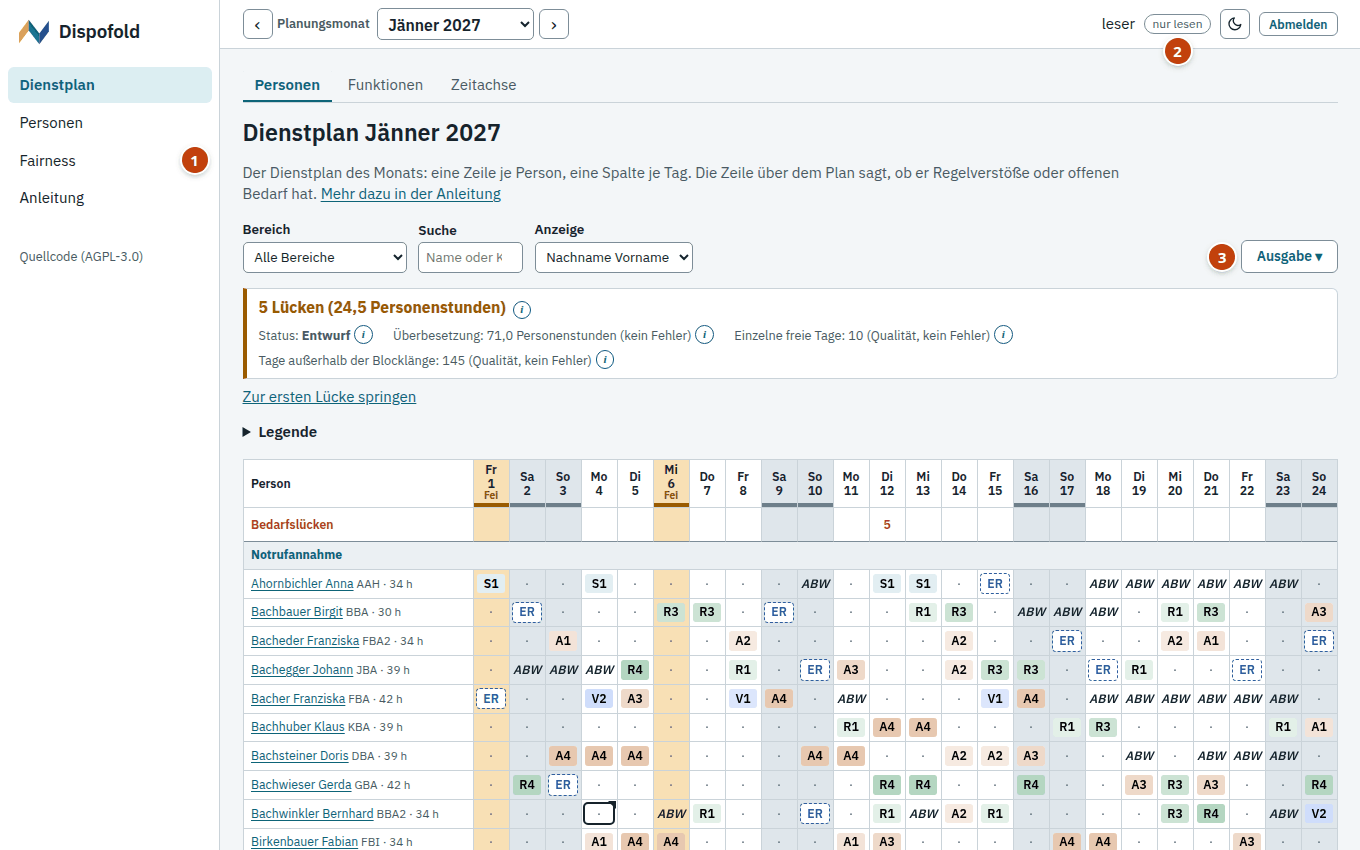 Dispofold
‹ Planungsmonat Jänner 2027 ›
leser nur lesen Abmelden
2
Dienstplan
Personen
Fairness 1
Anleitung
Quellcode (AGPL-3.0)
Personen Funktionen Zeitachse
Dienstplan Jänner 2027
Der Dienstplan des Monats: eine Zeile je Person, eine Spalte je Tag. Die Zeile über dem Plan sagt, ob er Regelverstöße oder offenen
Bedarf hat. Mehr dazu in der Anleitung
Bereich Suche Anzeige
Alle Bereiche Name oder K Nachname Vorname 3 Ausgabe ▾
5 Lücken (24,5 Personenstunden) i
Status: Entwurf i Überbesetzung: 71,0 Personenstunden (kein Fehler) i Einzelne freie Tage: 10 (Qualität, kein Fehler) i
Tage außerhalb der Blocklänge: 145 (Qualität, kein Fehler) i
Zur ersten Lücke springen
▶ Legende
Person Fr 1 Fei Sa 2 So 3 Mo 4 Di 5 Mi 6 Fei Do 7 Fr 8 Sa 9 So 10 Mo 11 Di 12 Mi 13 Do 14 Fr 15 Sa 16 So 17 Mo 18 Di 19 Mi 20 Do 21 Fr 22 Sa 23 So 24
Bedarfslücken 5
Notrufannahme
Ahornbichler Anna AAH · 34 h S1 · · S1 · · · · · ABW · S1 S1 · ER · · ABW ABW ABW ABW ABW ABW ·
Bachbauer Birgit BBA · 30 h · ER · · · R3 R3 · ER · · · R1 R3 · ABW ABW ABW · R1 R3 · · A3
Bacheder Franziska FBA2 · 34 h · · A1 · · · · A2 · · · · · A2 · · ER · · A2 A1 · · ER
Bachegger Johann JBA · 39 h · ABW ABW ABW R4 · · R1 · ER A3 · · A2 R3 R3 · ER R1 · · ER · ·
Bacher Franziska FBA · 42 h ER · · V2 A3 · · V1 A4 · ABW · · · V1 A4 · ABW ABW ABW ABW ABW ABW ·
Bachhuber Klaus KBA · 39 h · · · · · · · · · · R1 A4 A4 · · · R1 R3 · · · · R1 A1
Bachsteiner Doris DBA · 39 h · · A4 A4 A4 · · · · A4 A4 · · A2 A2 A3 · · ABW · ABW ABW ABW ·
Bachwieser Gerda GBA · 42 h · R4 ER · · · · · · · · R4 R4 · · R4 · · A3 R3 A3 · · R4
Bachwinkler Bernhard BBA2 · 34 h · · · · · ABW R1 · · ER · R1 ABW A2 R1 · · · · R3 R4 · ABW V2
Birkenbauer Fabian FBI · 34 h · · · A1 A4 A4 · · · · A1 A3 · · · · A4 A4 · · · A3 · ·